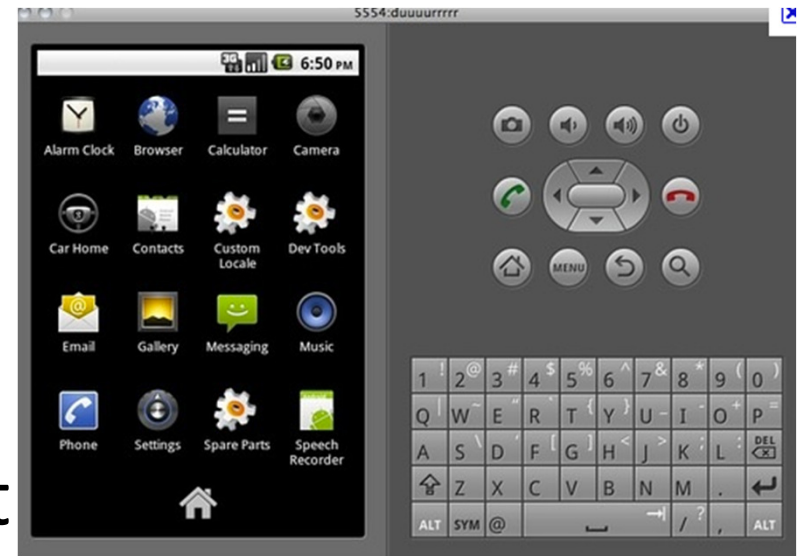 5554:duuuurrrr
3G 6:50 PM
Alarm Clock Browser Calculator Camera
Car Home Contacts Custom Locale Dev Tools
Email Gallery Messaging Music
Phone Settings Spare Parts Speech Recorder
t
MENU
1 ! 2 @ 3 # 4 $ 5 % 6 ^ 7 & 8 * 9 ( 0 )
Q | W ~ E " R ` T { Y } U _ I - O + P =
A S \ D ' F [ G ] H < J > K ; L : DEL
Z X C V B N M .
ALT SYM @ / ? , ALT